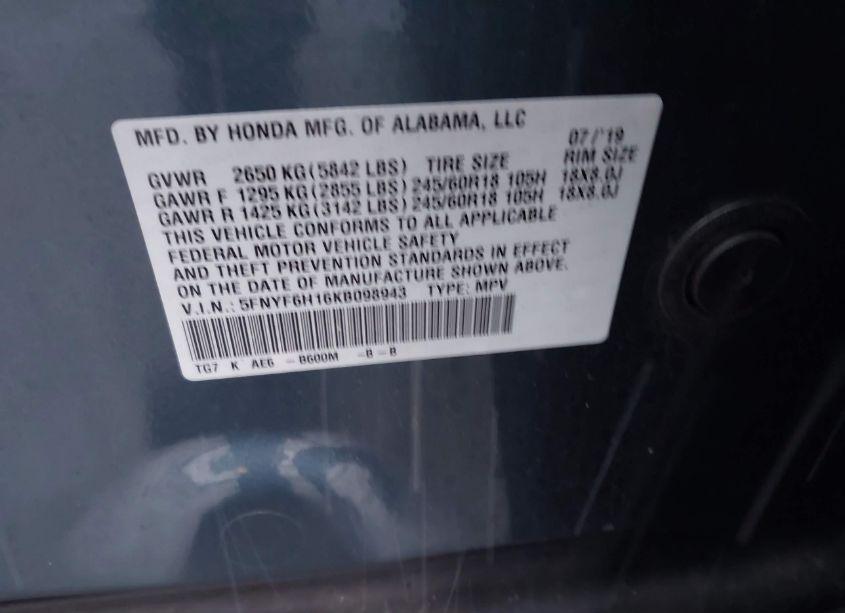 MFD. BY HONDA MFG. OF ALABAMA, LLC 07/'19
GVWR 2650 KG(5842 LBS) TIRE SIZE RIM SIZE
GAWR F 1295 KG(2855 LBS) 245/60R18 105H 18X8.0J
GAWR R 1425 KG(3142 LBS) 245/60R18 105H 18X8.0J
THIS VEHICLE CONFORMS TO ALL APPLICABLE
FEDERAL MOTOR VEHICLE SAFETY
AND THEFT PREVENTION STANDARDS IN EFFECT
ON THE DATE OF MANUFACTURE SHOWN ABOVE.
V.I.N.: 5FNYF6H16KB098943 TYPE: MPV
TG7 K AE6 -B600M -B-B